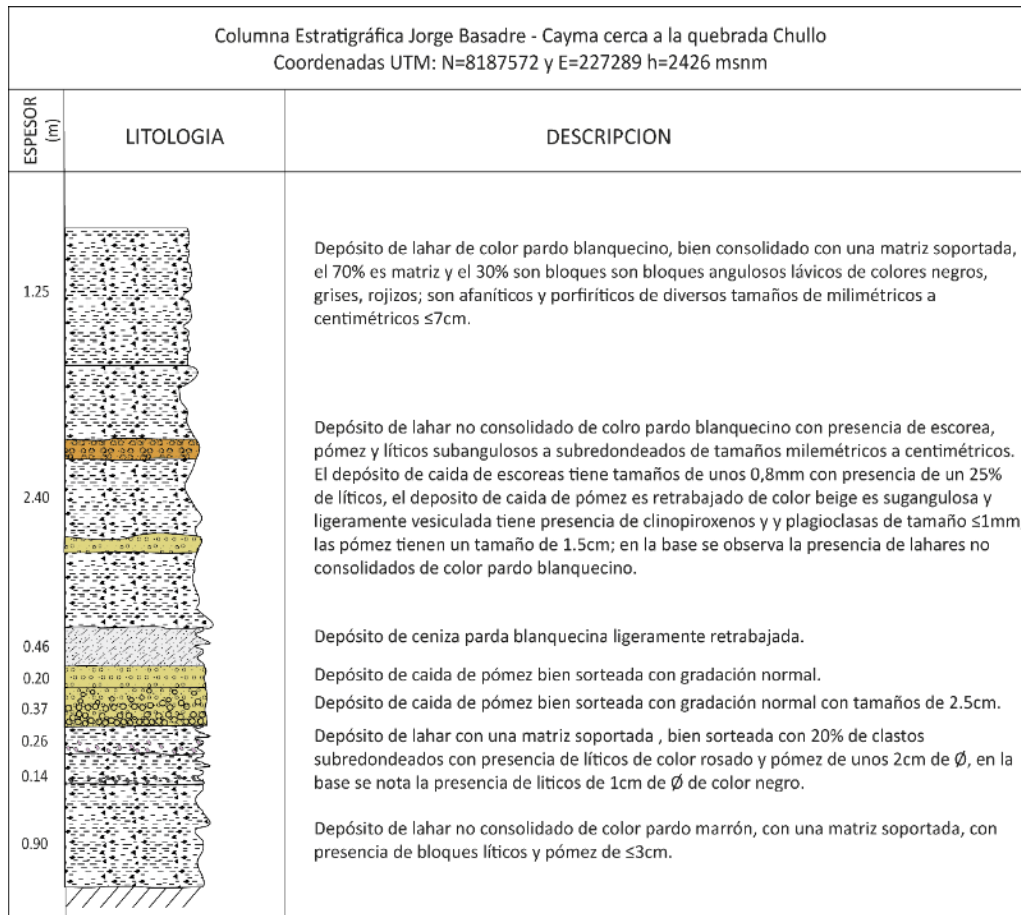 Columna Estratigráfica Jorge Basadre - Cayma cerca a la quebrada Chullo
Coordenadas UTM: N=8187572 y E=227289 h=2426 msnm
ESPESOR
(m)
LITOLOGIA
DESCRIPCION
1.25
Depósito de lahar de color pardo blanquecino, bien consolidado con una matriz soportada,
el 70% es matriz y el 30% son bloques son bloques angulosos lávicos de colores negros,
grises, rojizos; son afaníticos y porfiríticos de diversos tamaños de milimétricos a
centimétricos ≤7cm.
2.40
Depósito de lahar no consolidado de colro pardo blanquecino con presencia de escorea,
pómez y líticos subangulosos a subredondeados de tamaños milemétricos a centimétricos.
El depósito de caida de escoreas tiene tamaños de unos 0,8mm con presencia de un 25%
de líticos, el deposito de caida de pómez es retrabajado de color beige es sugangulosa y
ligeramente vesiculada tiene presencia de clinopiroxenos y y plagioclasas de tamaño ≤1mm
las pómez tienen un tamaño de 1.5cm; en la base se observa la presencia de lahares no
consolidados de color pardo blanquecino.
0.46
Depósito de ceniza parda blanquecina ligeramente retrabajada.
0.20
Depósito de caida de pómez bien sorteada con gradación normal.
0.37
Depósito de caida de pómez bien sorteada con gradación normal con tamaños de 2.5cm.
0.26
0.14
Depósito de lahar con una matriz soportada , bien sorteada con 20% de clastos
subredondeados con presencia de líticos de color rosado y pómez de unos 2cm de Ø, en la
base se nota la presencia de liticos de 1cm de Ø de color negro.
0.90
Depósito de lahar no consolidado de color pardo marrón, con una matriz soportada, con
presencia de bloques líticos y pómez de ≤3cm.